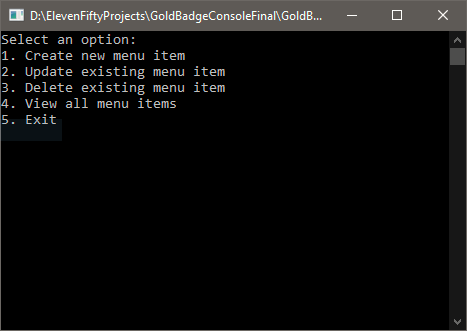 D:\ElevenFiftyProjects\GoldBadgeConsoleFinal\GoldB...
Select an option:
1. Create new menu item
2. Update existing menu item
3. Delete existing menu item
4. View all menu items
5. Exit